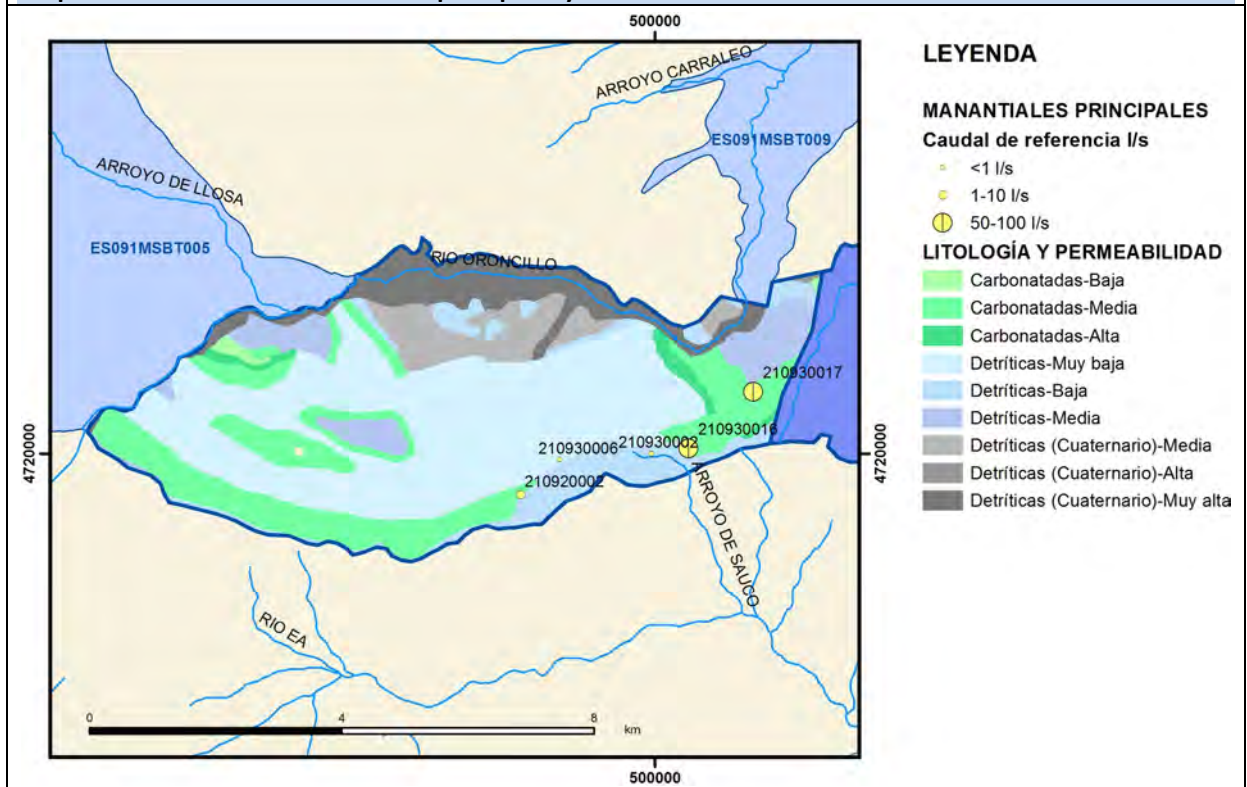 500000
ARROYO CARRALEO
ES091MSBT009
ARROYO DE LLOSA
ES091MSBT005
RIO ORONCILLO
210930017
210930016
210930002
210930006
210920002
4720000
4720000
ARROYO DE SAUCO
RIO EA
0
4
8
km
500000
LEYENDA
MANANTIALES PRINCIPALES
Caudal de referencia l/s
<1 l/s
1-10 l/s
50-100 l/s
LITOLOGÍA Y PERMEABILIDAD
Carbonatadas-Baja
Carbonatadas-Media
Carbonatadas-Alta
Detríticas-Muy baja
Detríticas-Baja
Detríticas-Media
Detríticas (Cuaternario)-Media
Detríticas (Cuaternario)-Alta
Detríticas (Cuaternario)-Muy alta